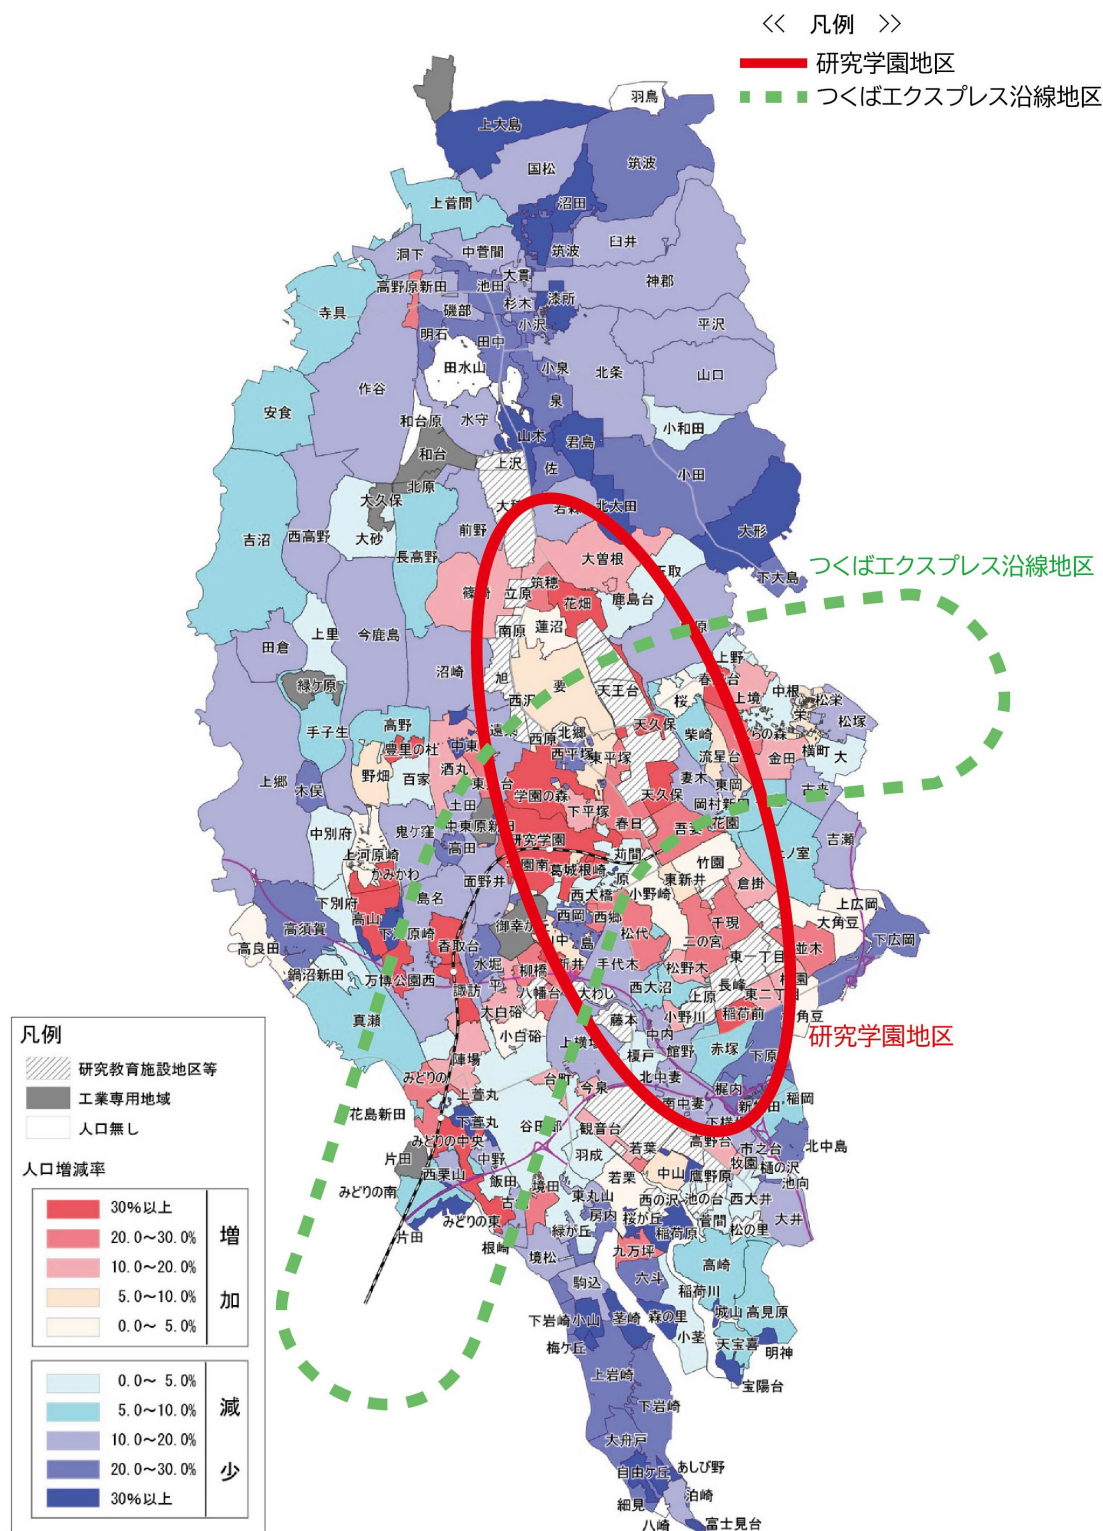 << 凡例 >>
研究学園地区
つくばエクスプレス沿線地区
羽鳥
上大島
国松
筑波
沼田
上菅間
臼井
洞下
中菅間
筑波
大貫
神郡
高野原新田
池田
杉木
漆所
寺具
磯部
小沢
平沢
明石
田中
田水山
小泉
北条
山口
作谷
泉
安食
和台原
水守
小和田
山木
君島
和台
上沢
佐
小田
北原
大久保
北太田
前野
吉沼
西高野
大砂
長高野
大形
大曽根
下大島
つくばエクスプレス沿線地区
筑穂
立原
花畑
鹿島台
蓮沼
南原
上里
今鹿島
田倉
沼崎
上野
旭
要
天王台
緑ケ原
西沢
桜
上境
中根
松栄
栄
松塚
手子生
高野
北郷
天久保
西原
柴崎
豊里の杜
西平塚
東平塚
流星台
金田
横町
大
酒丸
野畑
百家
上郷
木俣
妻木
東岡
学園の森
天久保
土田
下平塚
岡村新田
古来
中東原新田
春日
吾妻
花園
中別府
鬼ケ窪
高田
研究学園
苅間
吉瀬
上河原崎
葛城根崎
竹園
かみかわ
面野井
原
東新井
倉掛
小野崎
下別府
島名
西大橋
上広岡
高山
西岡
西郷
千現
大角豆
高須賀
松代
二の宮
下広岡
高良田
香取台
島
並木
水堀
手代木
東一丁目
鍋沼新田
柳橋
松野木
万博公園西
平
西大沼
長峰
諏訪
八幡台
大わし
上原
東二丁目
真瀬
大白硲
藤本
小野川
稲荷前
小白硲
中内
研究学園地区
館野
赤塚
榎戸
陣場
北中妻
みどりの
台町
今泉
梶内
上萱丸
稲岡
南中妻
花島新田
下萱丸
谷田部
観音台
みどりの中央
高野台
市之台
北中島
若葉
片田
中野
羽成
牧園
樋の沢
西栗山
中山
鷹野原
池向
みどりの南
飯田
境田
若栗
東丸山
西の沢
池の台
西大井
房内
桜が丘
菅間
みどりの東
大井
片田
緑が丘
稲荷原
松の里
根崎
境松
九万坪
高崎
駒込
六斗
稲荷川
下岩崎
小山
茎崎
森の里
城山
高見原
小茎
天宝喜
梅ケ丘
明神
上岩崎
宝陽台
下岩崎
大舟戸
自由ケ丘
あしび野
細見
泊崎
八崎
富士見台
凡例
研究教育施設地区等
工業専用地域
人口無し
人口増減率
30%以上
20.0～30.0%
10.0～20.0%
5.0～10.0%
0.0～ 5.0%
増
加
0.0～ 5.0%
5.0～10.0%
10.0～20.0%
20.0～30.0%
30%以上
減
少